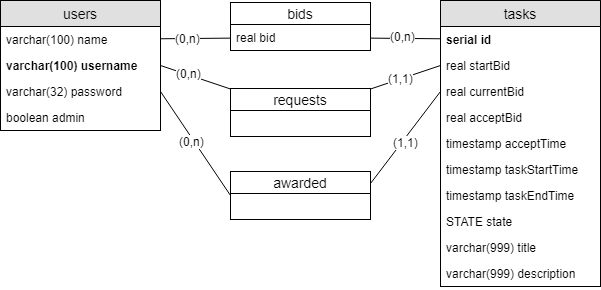 users
varchar(100) name
varchar(100) username
varchar(32) password
boolean admin
(0,n)
(0,n)
(0,n)
bids
real bid
requests
awarded
(0,n)
(1,1)
(1,1)
tasks
serial id
real startBid
real currentBid
real acceptBid
timestamp acceptTime
timestamp taskStartTime
timestamp taskEndTime
STATE state
varchar(999) title
varchar(999) description